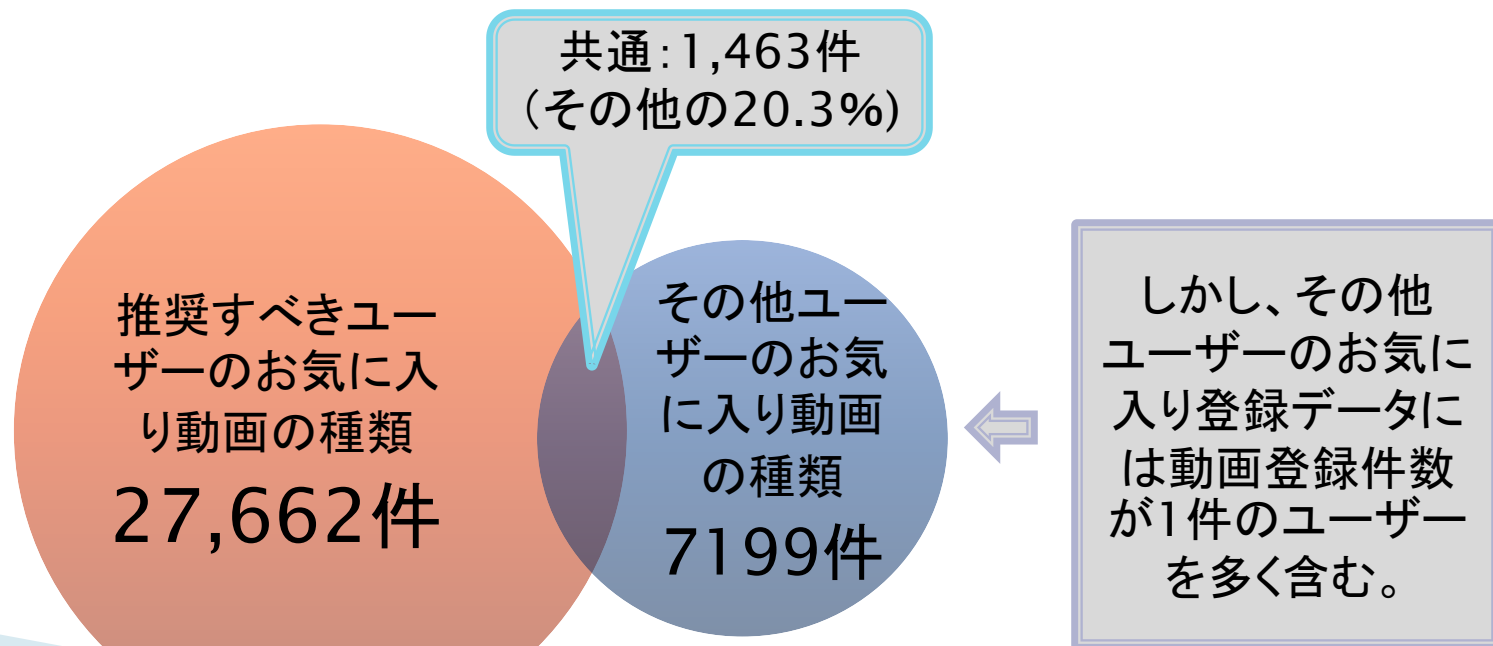 共通:1,463件
(その他の20.3%)
推奨すべきユー
ザーのお気に入
り動画の種類
27,662件
その他ユー
ザーのお気
に入り動画
の種類
7199件
しかし、その他
ユーザーのお気に
入り登録データに
は動画登録件数
が1件のユーザー
を多く含む。